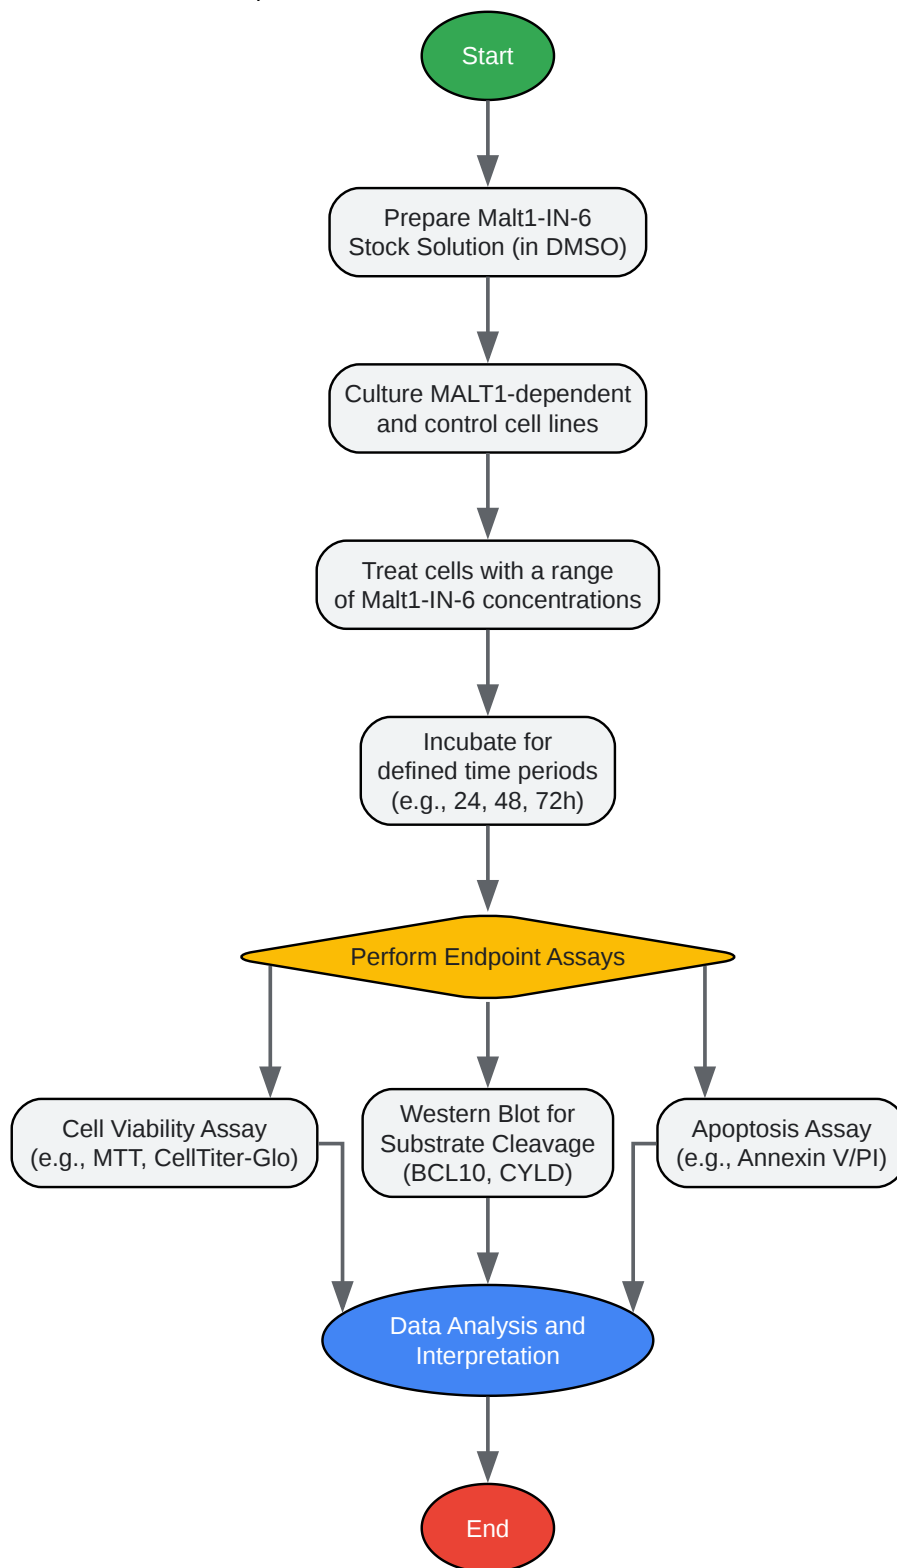 Start
Prepare Malt1-IN-6
Stock Solution (in DMSO)
Culture MALT1-dependent
and control cell lines
Treat cells with a range
of Malt1-IN-6 concentrations
Incubate for
defined time periods
(e.g., 24, 48, 72h)
Perform Endpoint Assays
Cell Viability Assay
(e.g., MTT, CellTiter-Glo)
Western Blot for
Substrate Cleavage
(BCL10, CYLD)
Apoptosis Assay
(e.g., Annexin V/PI)
Data Analysis and
Interpretation
End